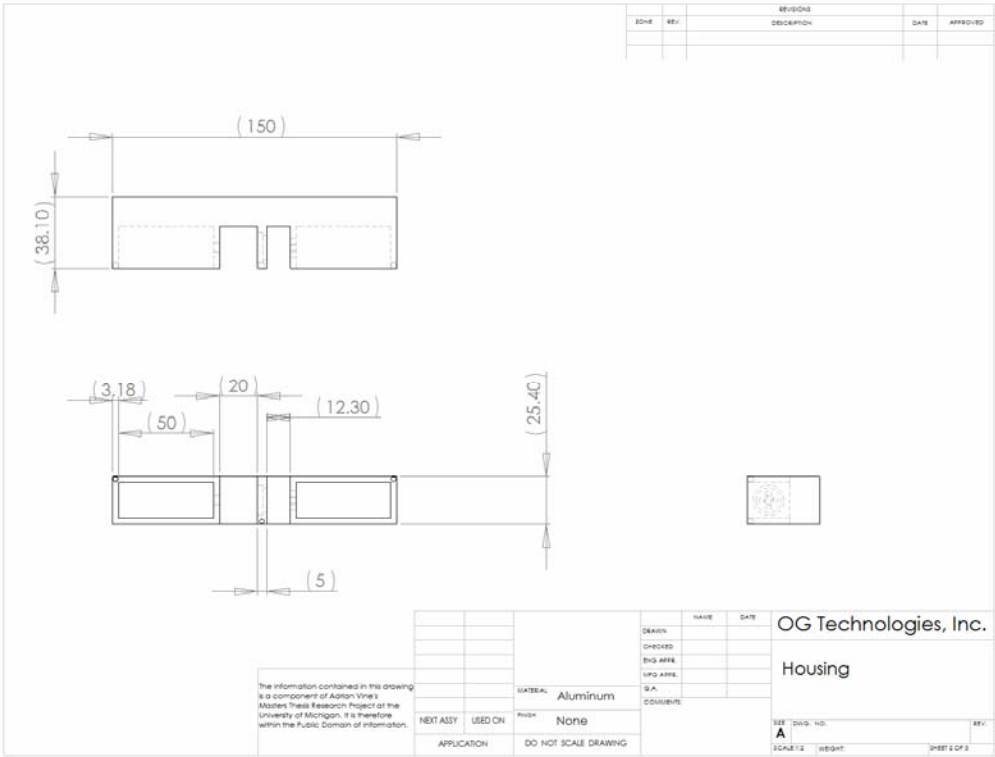 REVISIONS
ZONE REV. DESCRIPTION DATE APPROVED
(150)
(38.10)
(3.18)
(20)
(50)
(12.30)
(25.40)
(5)
The information contained in this drawing
is a component of Adrian Vine's
Masters Thesis Research Project at the
University of Michigan. It is therefore
within the Public Domain of information.
NEXT ASSY USED ON
APPLICATION
MATERIAL Aluminum
FINISH None
DO NOT SCALE DRAWING
NAME DATE
DRAWN
CHECKED
ENG APPR.
MFG APPR.
Q.A.
COMMENTS:
OG Technologies, Inc.
Housing
SIZE DWG. NO. REV.
A
SCALE:1:2 WEIGHT: